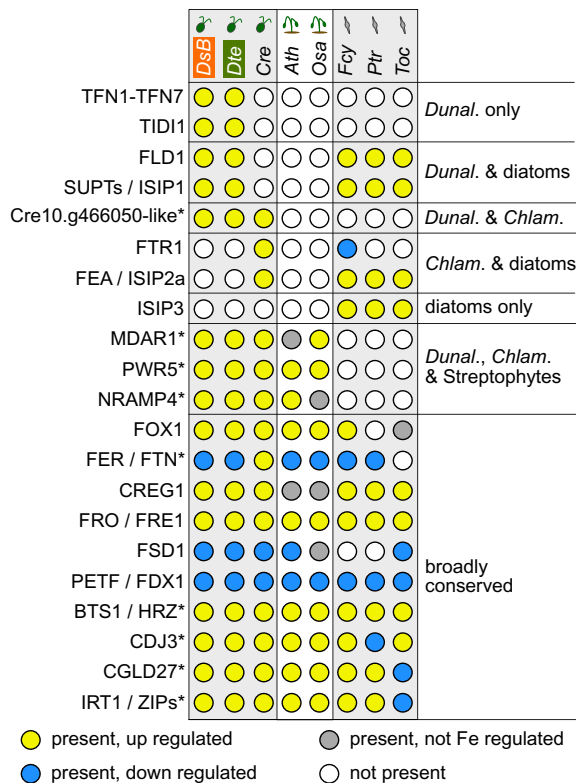 DsB Dte Cre Ath Osa Fcy Ptr Toc
TFN1-TFN7
TIDI1
Dunal. only
FLD1
SUPTs / ISIP1
Dunal. & diatoms
Cre10.g466050-like*
Dunal. & Chlam.
FTR1
FEA / ISIP2a
Chlam. & diatoms
ISIP3
diatoms only
MDAR1*
PWR5*
NRAMP4*
Dunal., Chlam.
& Streptophytes
FOX1
FER / FTN*
CREG1
FRO / FRE1
FSD1
PETF / FDX1
BTS1 / HRZ*
CDJ3*
CGLD27*
IRT1 / ZIPs*
broadly
conserved
present, up regulated
present, not Fe regulated
present, down regulated
not present